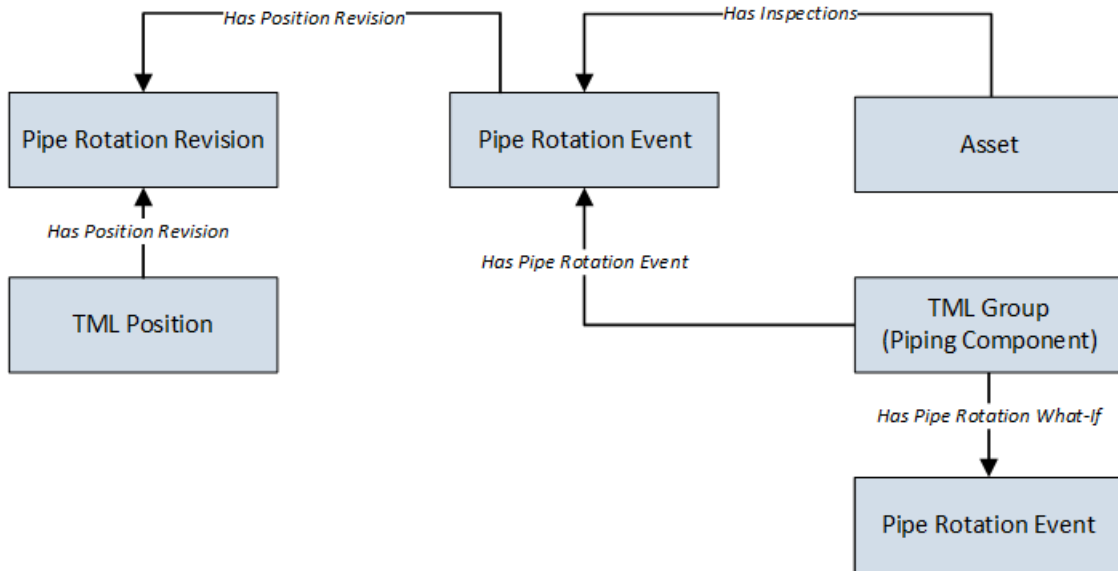 Has Position Revision
Has Inspections
Pipe Rotation Revision
Pipe Rotation Event
Asset
Has Position Revision
Has Pipe Rotation Event
TML Position
TML Group
(Piping Component)
Has Pipe Rotation What-If
Pipe Rotation Event